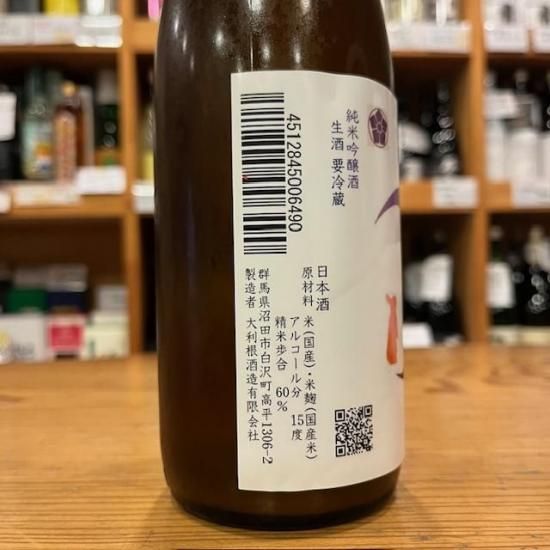 純米吟醸酒
生酒 要冷蔵
4512845006490
日本酒
原材料 米(国産)・米麹(国産米)
アルコール分 15度
精米歩合 60%
群馬県沼田市白沢町高平1306-2
製造者 大利根酒造有限会社